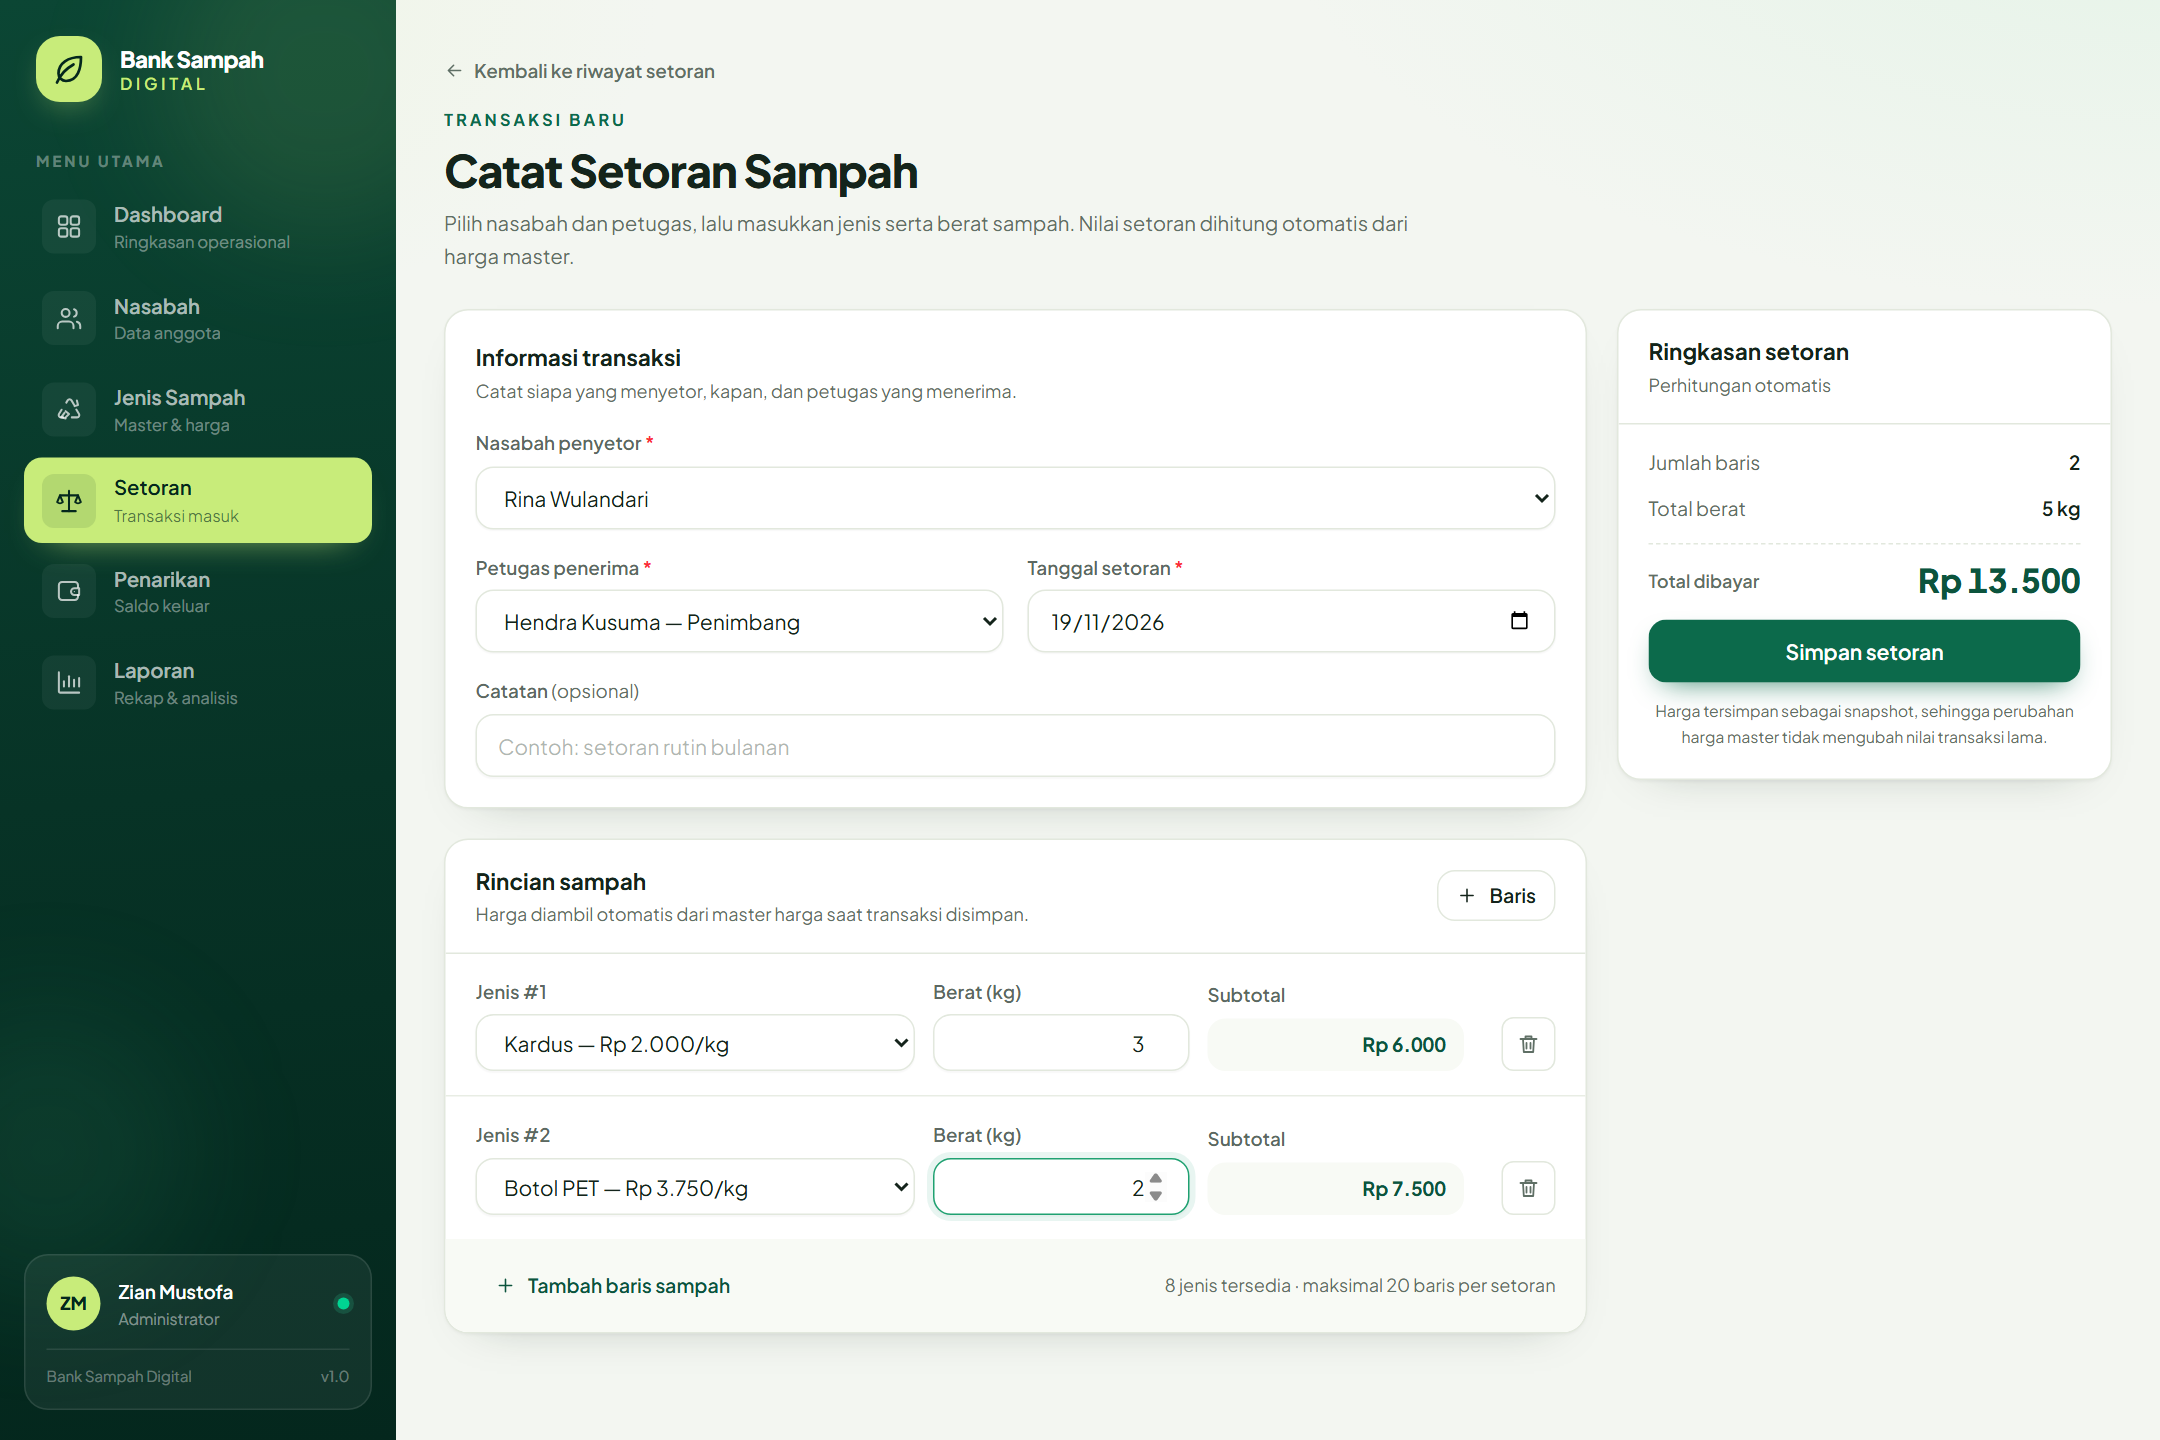 Bank Sampah
DIGITAL
MENU UTAMA
Dashboard
Ringkasan operasional
Nasabah
Data anggota
Jenis Sampah
Master & harga
Setoran
Transaksi masuk
Penarikan
Saldo keluar
Laporan
Rekap & analisis
ZM
Zian Mustofa
Administrator
Bank Sampah Digital v1.0
Kembali ke riwayat setoran
TRANSAKSI BARU
Catat Setoran Sampah
Pilih nasabah dan petugas, lalu masukkan jenis serta berat sampah. Nilai setoran dihitung otomatis dari
harga master.
Informasi transaksi
Catat siapa yang menyetor, kapan, dan petugas yang menerima.
Nasabah penyetor *
Rina Wulandari
Petugas penerima * Tanggal setoran *
Hendra Kusuma — Penimbang 19/11/2026
Catatan (opsional)
Contoh: setoran rutin bulanan
Rincian sampah
Harga diambil otomatis dari master harga saat transaksi disimpan.
Baris
Jenis #1 Berat (kg) Subtotal
Kardus — Rp 2.000/kg 3 Rp 6.000
Jenis #2 Berat (kg) Subtotal
Botol PET — Rp 3.750/kg 2 Rp 7.500
Tambah baris sampah 8 jenis tersedia · maksimal 20 baris per setoran
Ringkasan setoran
Perhitungan otomatis
Jumlah baris 2
Total berat 5 kg
Total dibayar Rp 13.500
Simpan setoran
Harga tersimpan sebagai snapshot, sehingga perubahan
harga master tidak mengubah nilai transaksi lama.